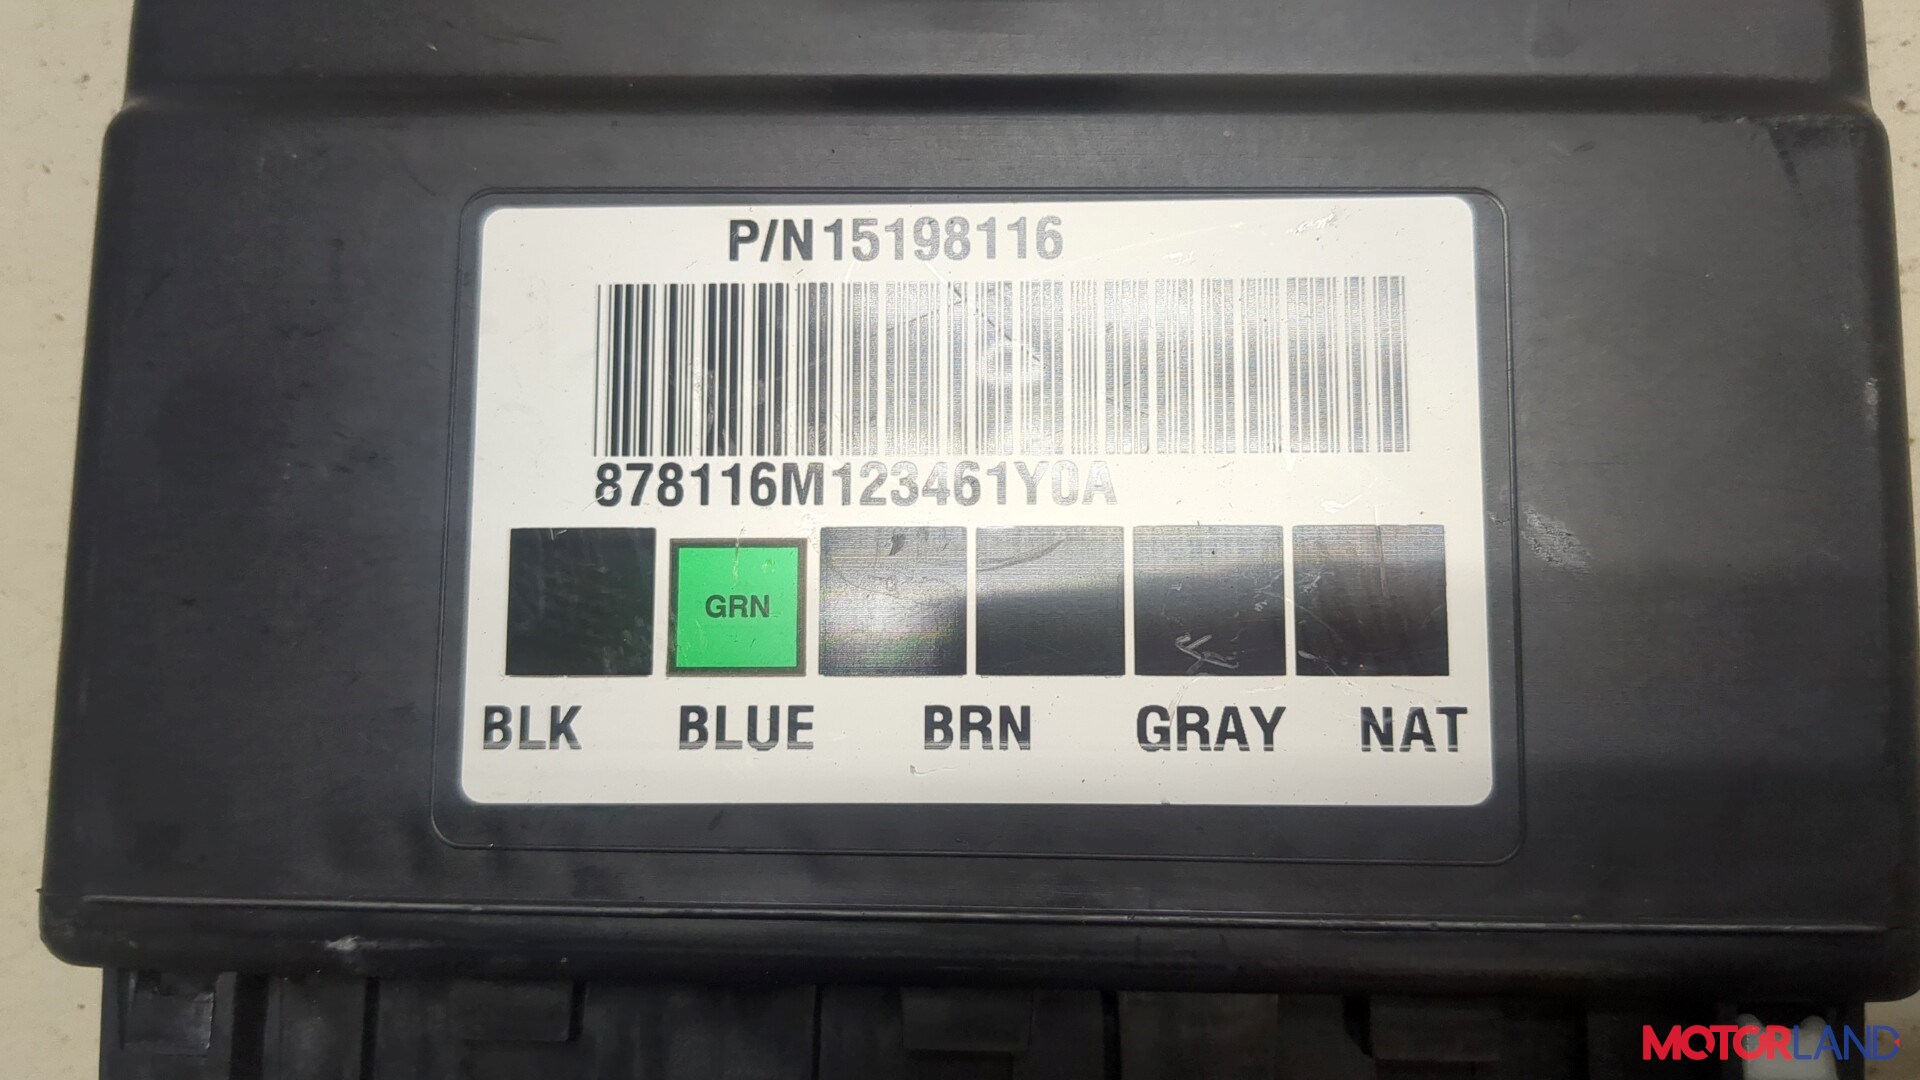 P/N 15198116
878116M123461Y0A
GRN
BLK BLUE BRN GRAY NAT
MOTORLAND